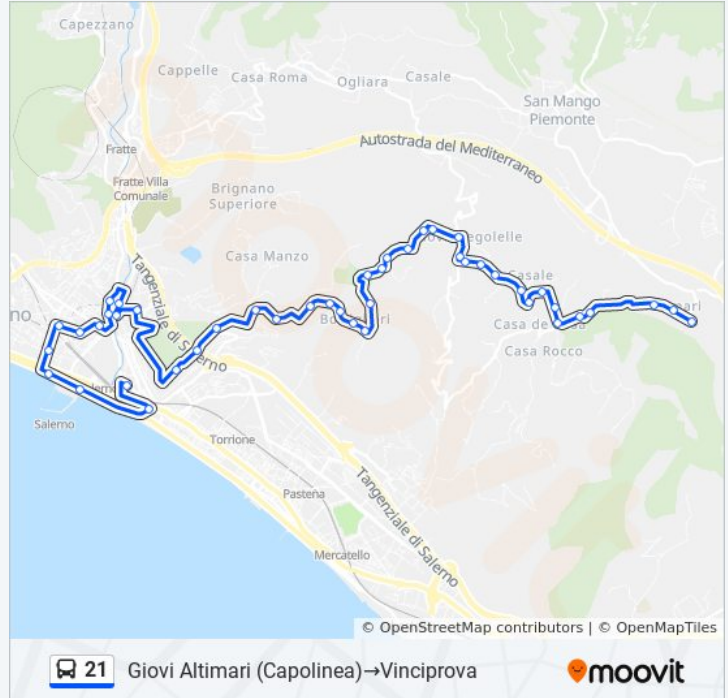 Capezzano
Cappelle
Casa Roma
Ogliara
Casale
San Mango
Piemonte
Autostrada del Mediterraneo
Fratte
Fratte Villa
Comunale
Brignano
Superiore
Casa Manzo
Tangenziale di Salerno
Casale
Casa Rocco
Salerno
Torrione
Pastena
Tangenziale di Salerno
Mercatello
© OpenStreetMap contributors | © OpenMapTiles
21 Giovi Altimari (Capolinea)→Vinciprova
moovit